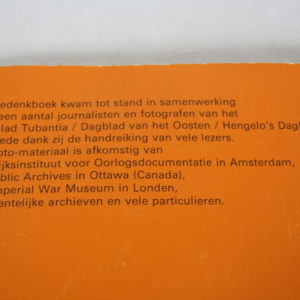 edenkboek kwam tot stand in samenwerking
een aantal journalisten en fotografen van het
blad Tubantia / Dagblad van het Oosten / Hengelo's Dagb
ede dank zij de handreiking van vele lezers.
oto-materiaal is afkomstig van
ijksinstituut voor Oorlogsdocumentatie in Amsterdam,
ublic Archives in Ottawa (Canada),
mperial War Museum in Londen,
entelijke archieven en vele particulieren.